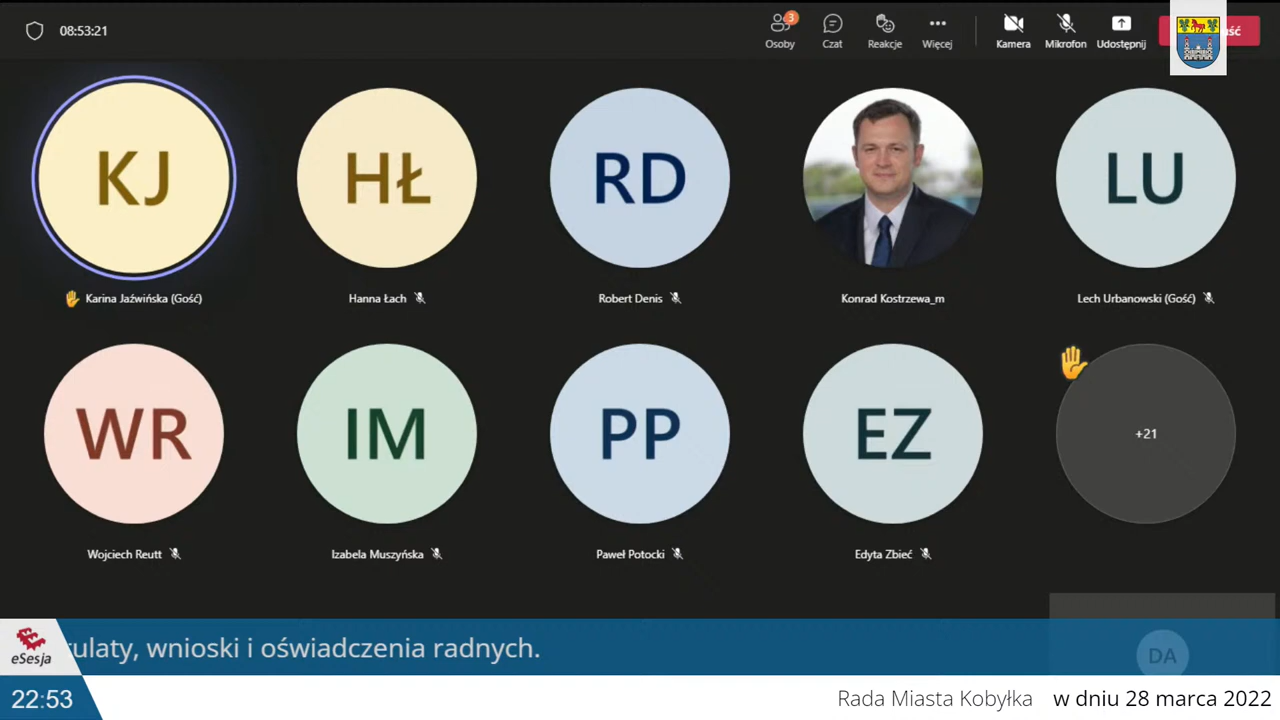 08:53:21
3
Osoby
Czat
Reakcje
Więcej
Kamera
Mikrofon
Udostępnij
KJ
HŁ
RD
LU
Karina Jaźwińska (Gość)
Hanna Łach
Robert Denis
Konrad Kostrzewa_m
Lech Urbanowski (Gość)
WR
IM
PP
EZ
+21
Wojciech Reutt
Izabela Muszyńska
Paweł Potocki
Edyta Zbieć
eSesja
ulaty, wnioski i oświadczenia radnych.
DA
22:53
Rada Miasta Kobyłka w dniu 28 marca 2022